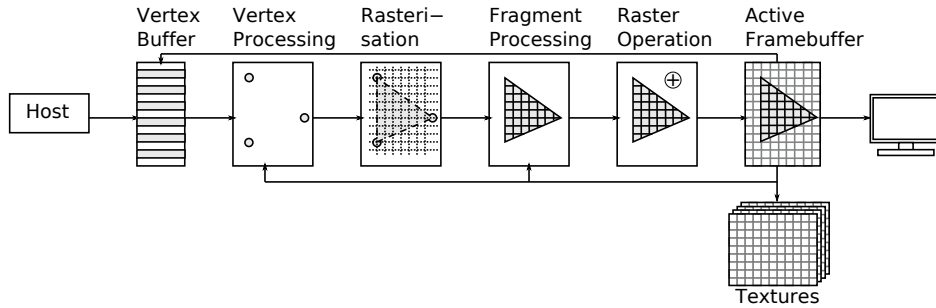 Vertex
Buffer
Vertex
Processing
Rasteri−
sation
Fragment
Processing
Raster
Operation
Active
Framebuffer
Host
Textures